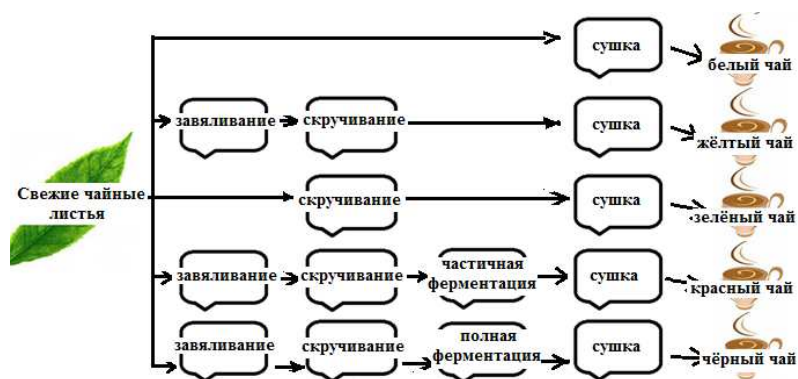 сушка
белый чай
завяливание
скручивание
сушка
жёлтый чай
Свежие чайные
листья
скручивание
сушка
зелёный чай
завяливание
скручивание
частичная
ферментация
сушка
красный чай
завяливание
скручивание
полная
ферментация
сушка
чёрный чай